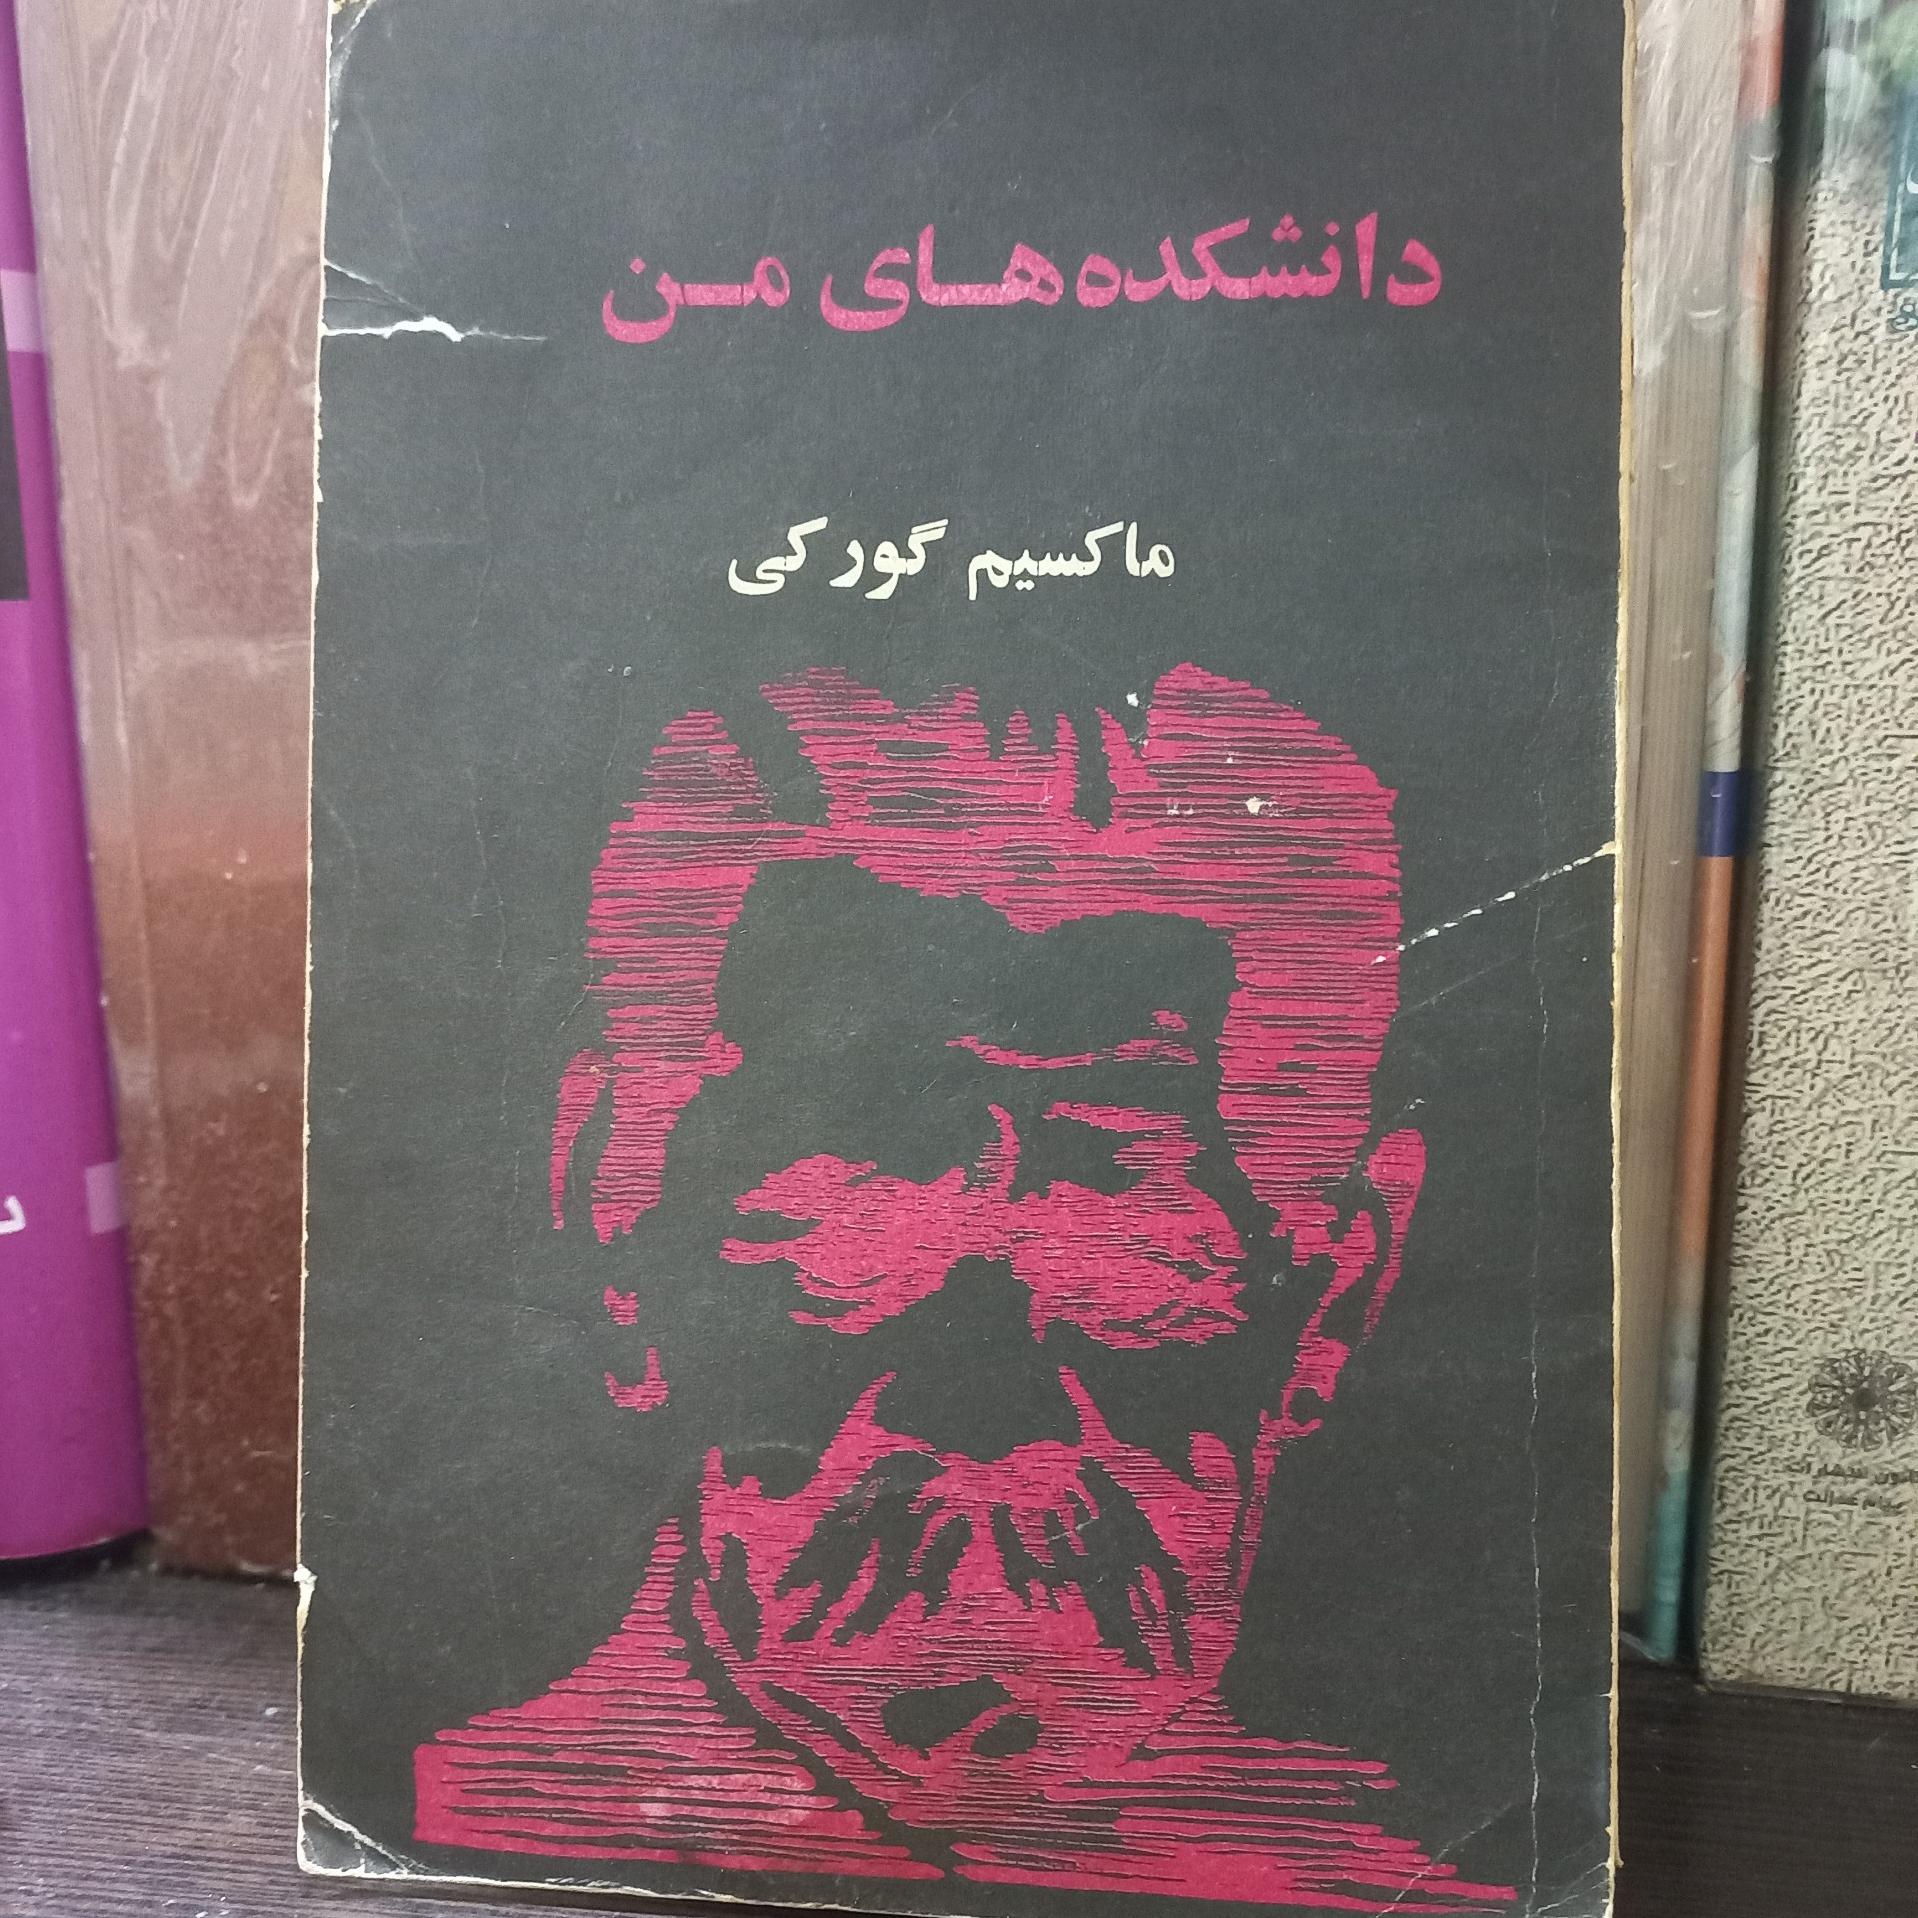 دانشکده‌های من
ماکسیم گورکی